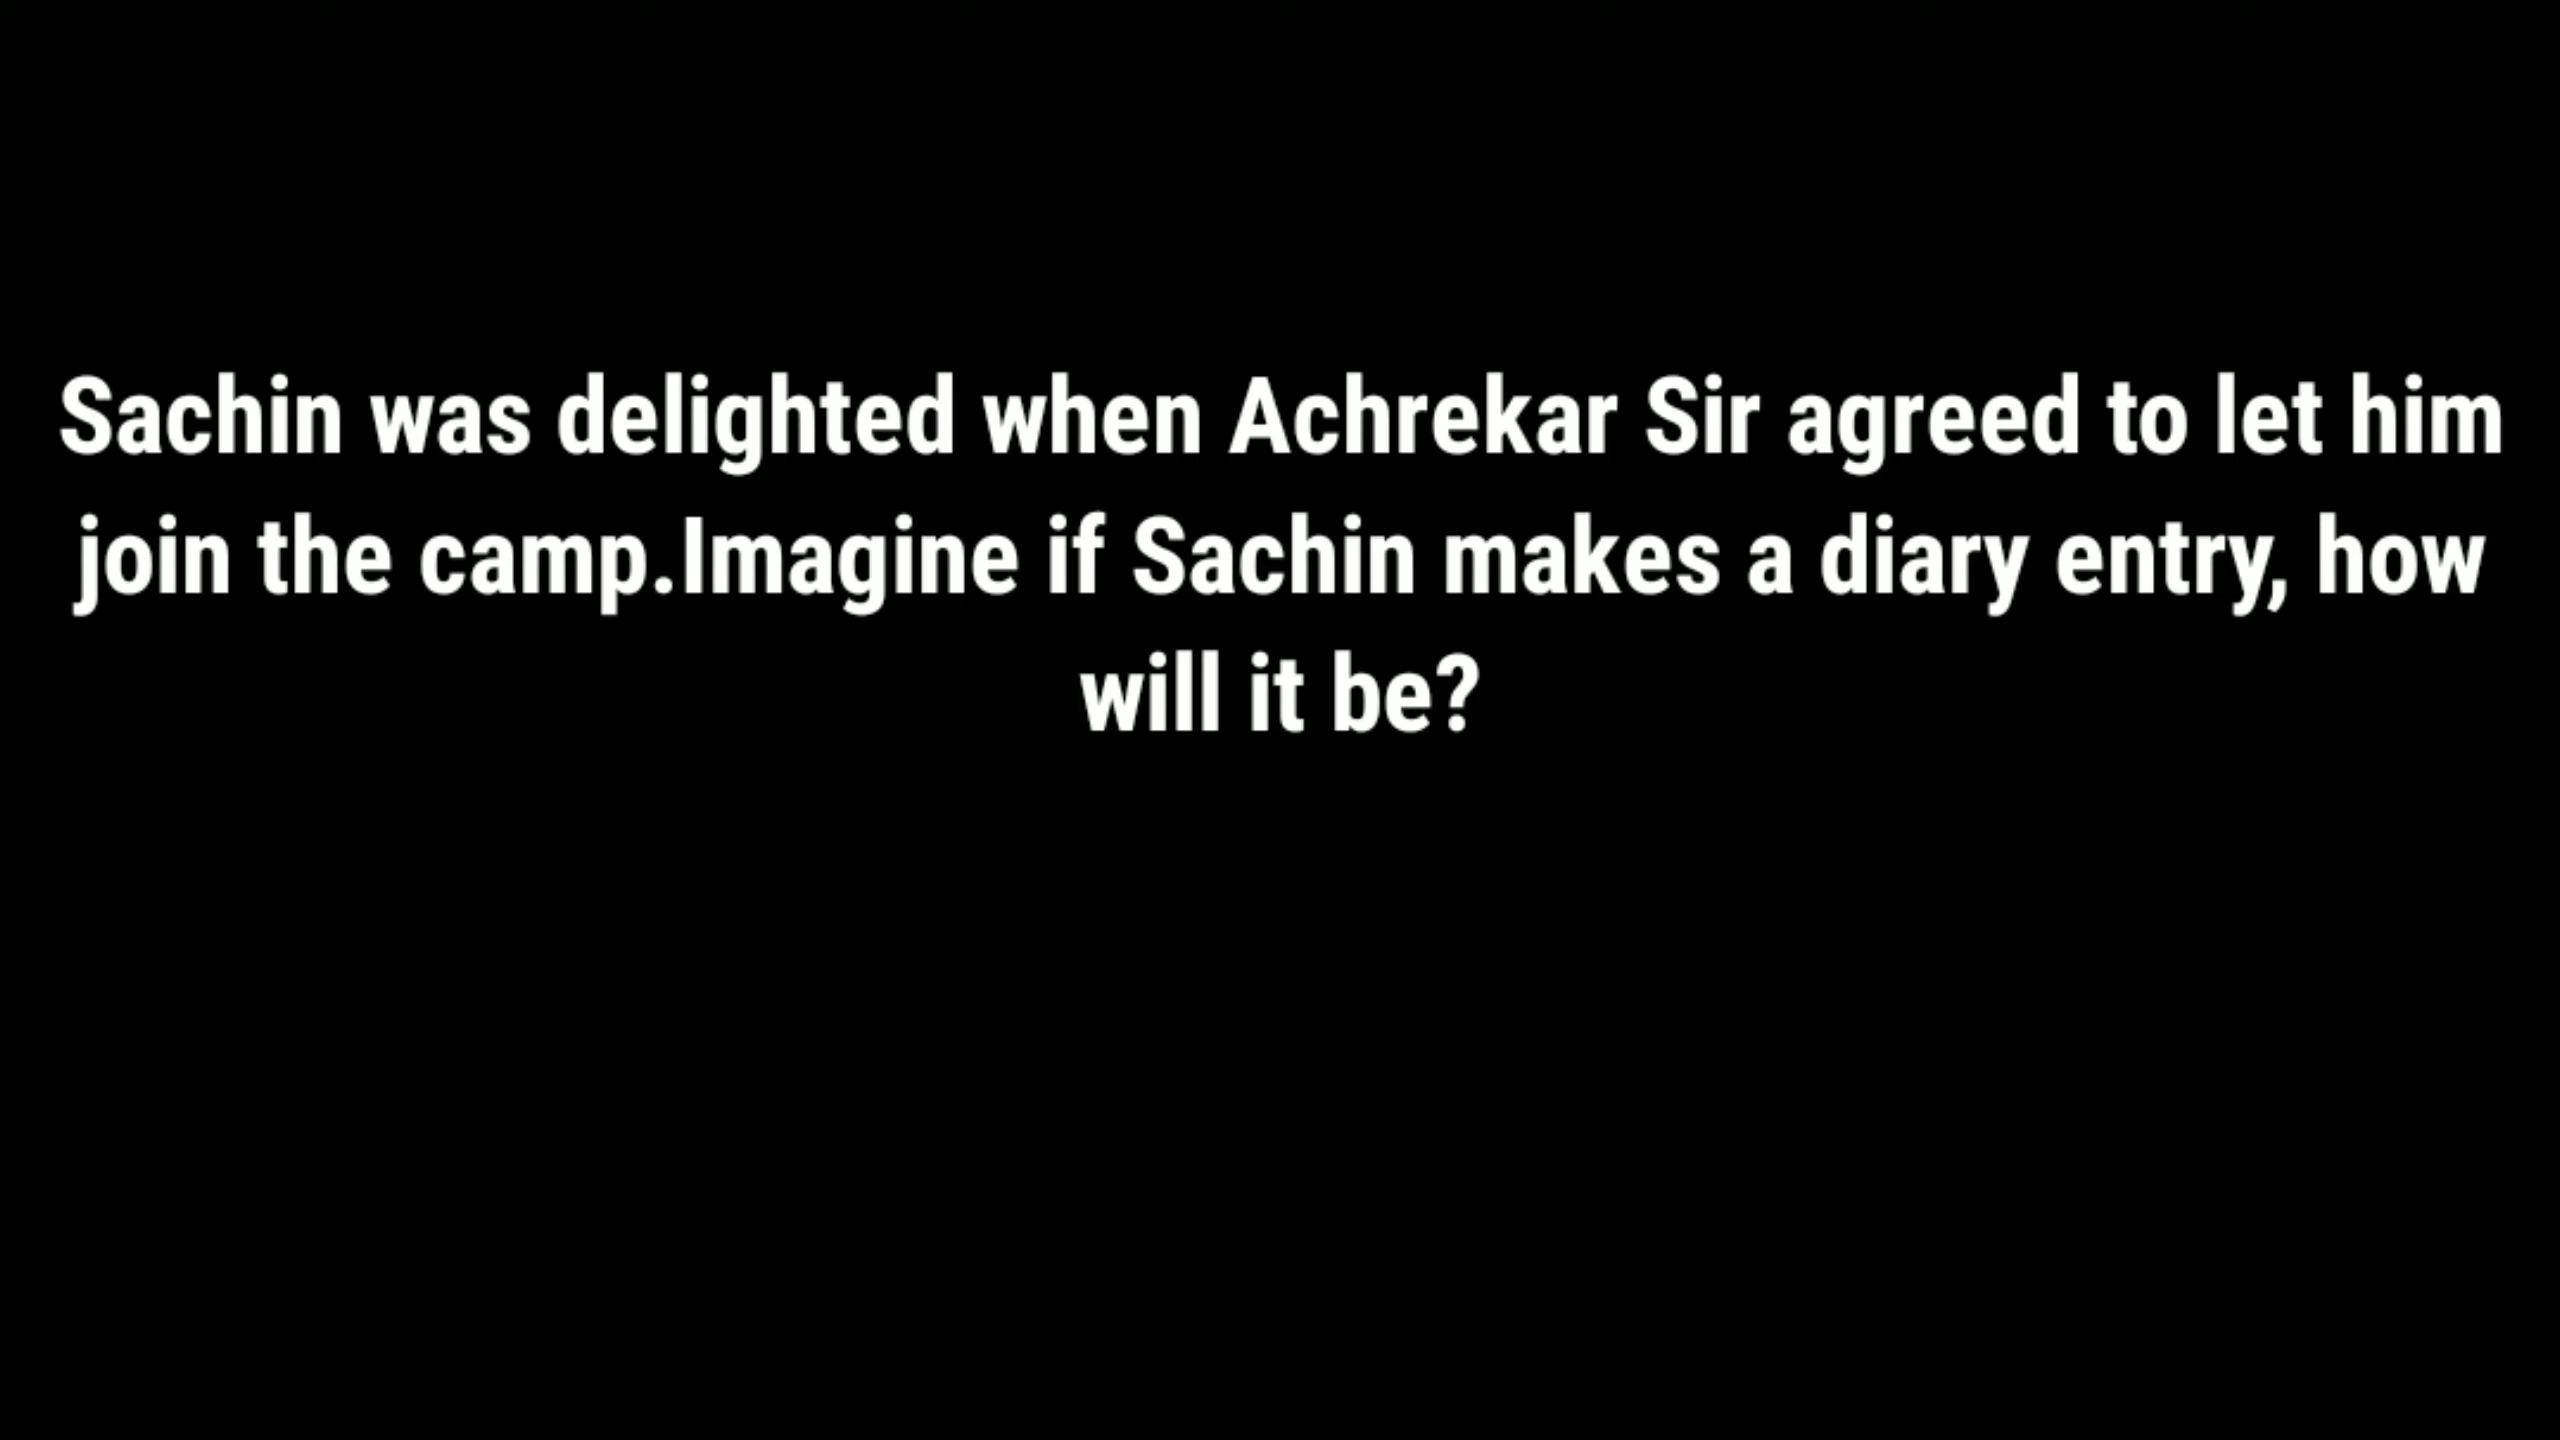 Sachin was delighted when Achrekar Sir agreed to let him
join the camp.Imagine if Sachin makes a diary entry, how
will it be?